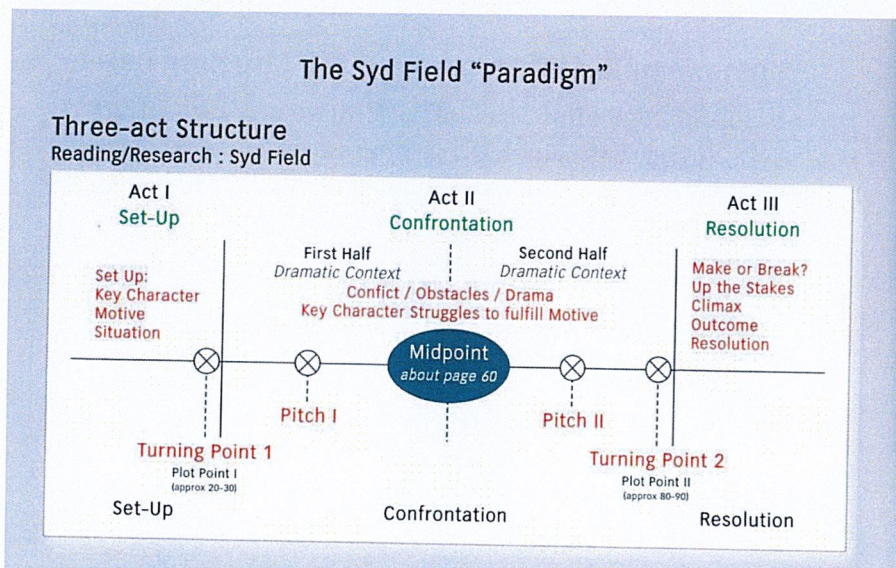 The Syd Field “Paradigm”
Three-act Structure
Reading/Research : Syd Field
Act I
Set-Up
Act II
Confrontation
Act III
Resolution
First Half
Dramatic Context
Second Half
Dramatic Context
Confict / Obstacles / Drama
Key Character Struggles to fulfill Motive
Set Up:
Key Character
Motive
Situation
Make or Break?
Up the Stakes
Climax
Outcome
Resolution
Midpoint
about page 60
Pitch I
Pitch II
Turning Point 1
Plot Point I
(approx 20-30)
Turning Point 2
Plot Point II
(approx 80-90)
Set-Up
Confrontation
Resolution